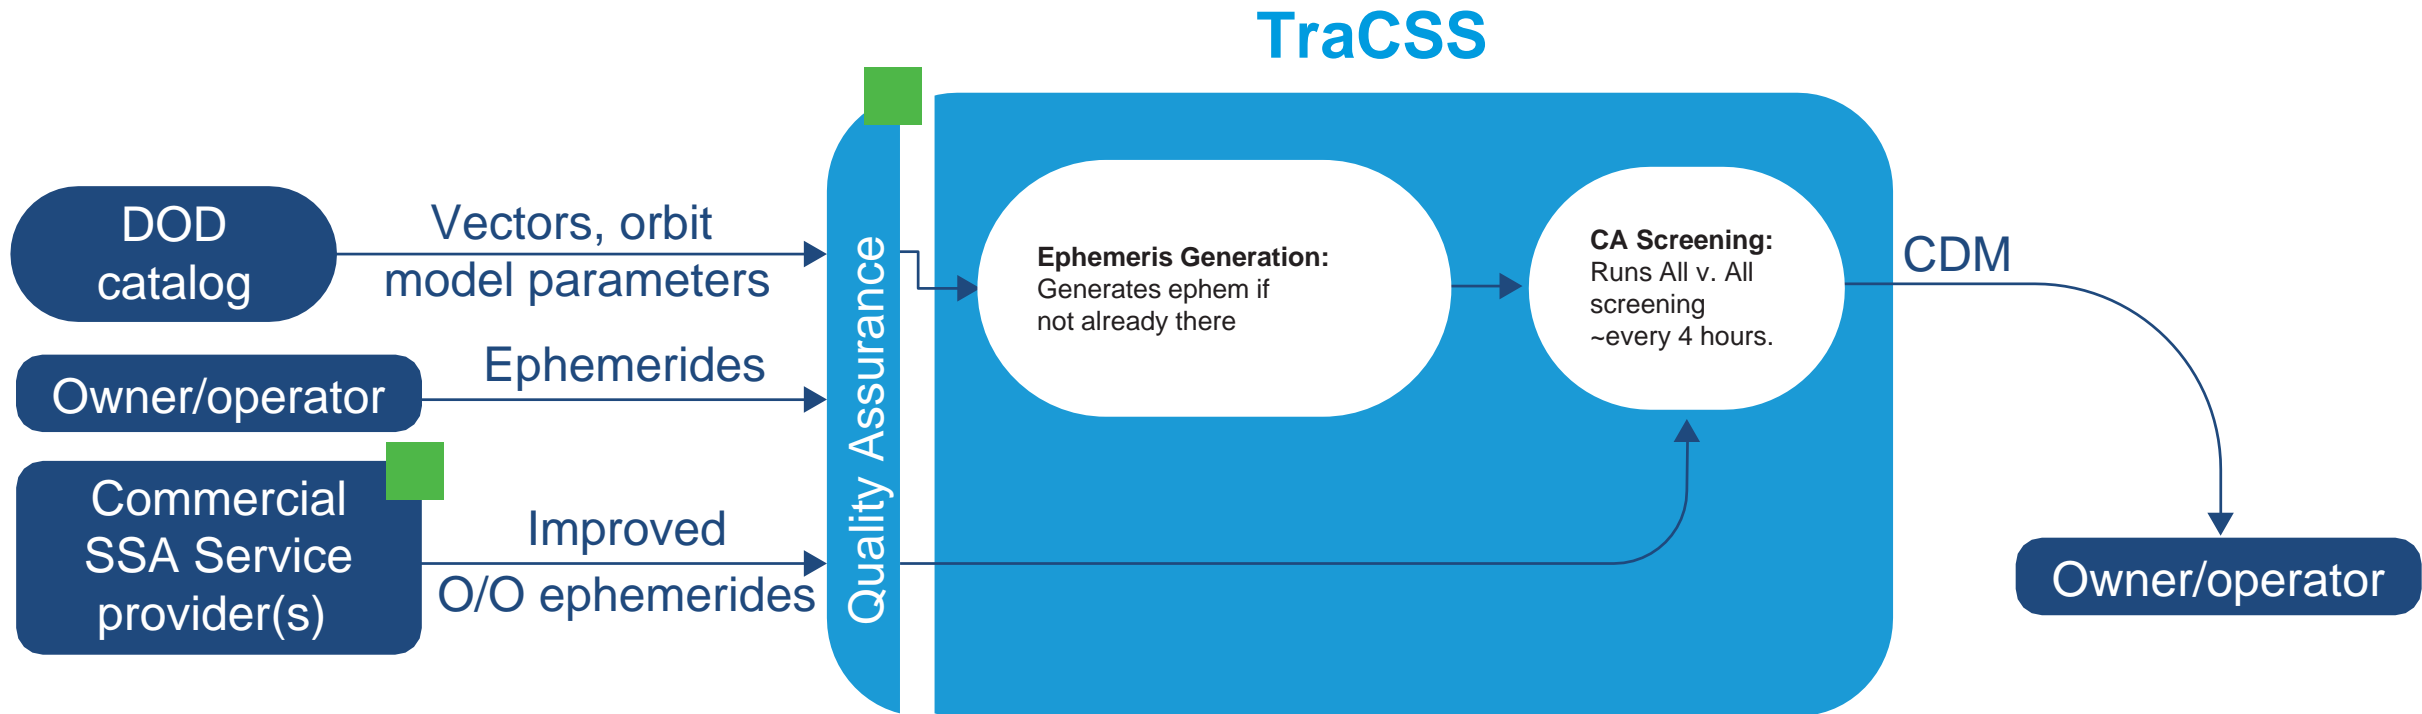 TraCSS
DOD
catalog
Vectors, orbit
model parameters
Owner/operator
Ephemerides
Commercial
SSA Service
provider(s)
Improved
O/O ephemerides
Quality Assurance
Ephemeris Generation:
Generates ephem if
not already there
CA Screening:
Runs All v. All
screening
~every 4 hours.
CDM
Owner/operator